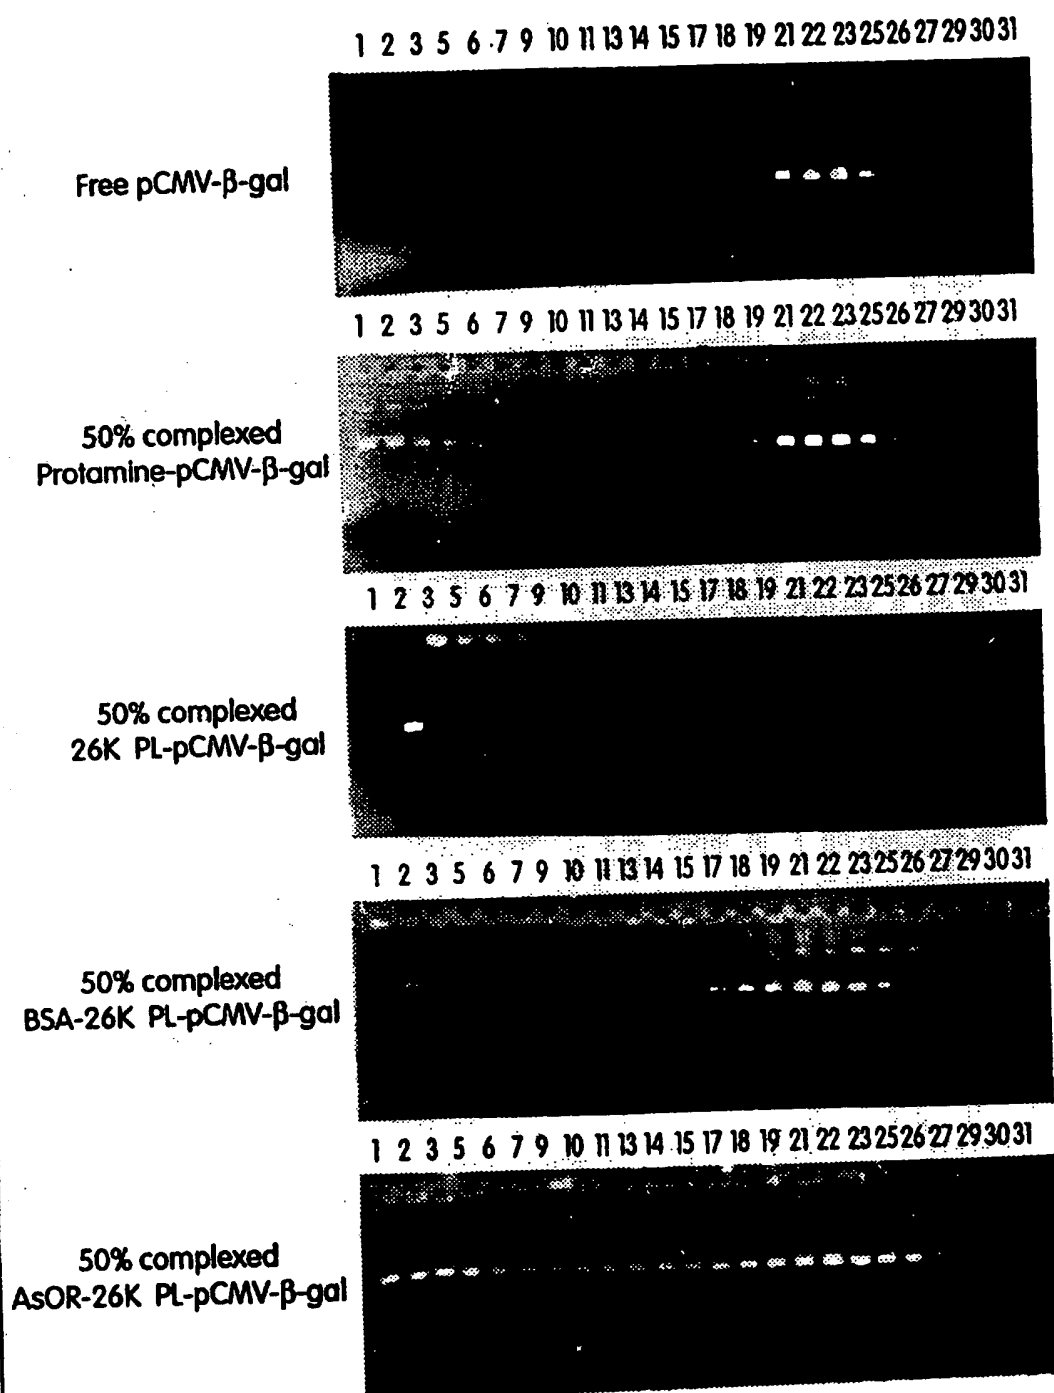 1 2 3 5 6 7 9 10 11 13 14 15 17 18 19 21 22 23 25 26 27 29 30 31
Free pCMV-β-gal
1 2 3 5 6 7 9 10 11 13 14 15 17 18 19 21 22 23 25 26 27 29 30 31
50% complexed
Protamine-pCMV-β-gal
1 2 3 5 6 7 9 10 11 13 14 15 17 18 19 21 22 23 25 26 27 29 30 31
50% complexed
26K PL-pCMV-β-gal
1 2 3 5 6 7 9 10 11 13 14 15 17 18 19 21 22 23 25 26 27 29 30 31
50% complexed
BSA-26K PL-pCMV-β-gal
1 2 3 5 6 7 9 10 11 13 14 15 17 18 19 21 22 23 25 26 27 29 30 31
50% complexed
AsOR-26K PL-pCMV-β-gal